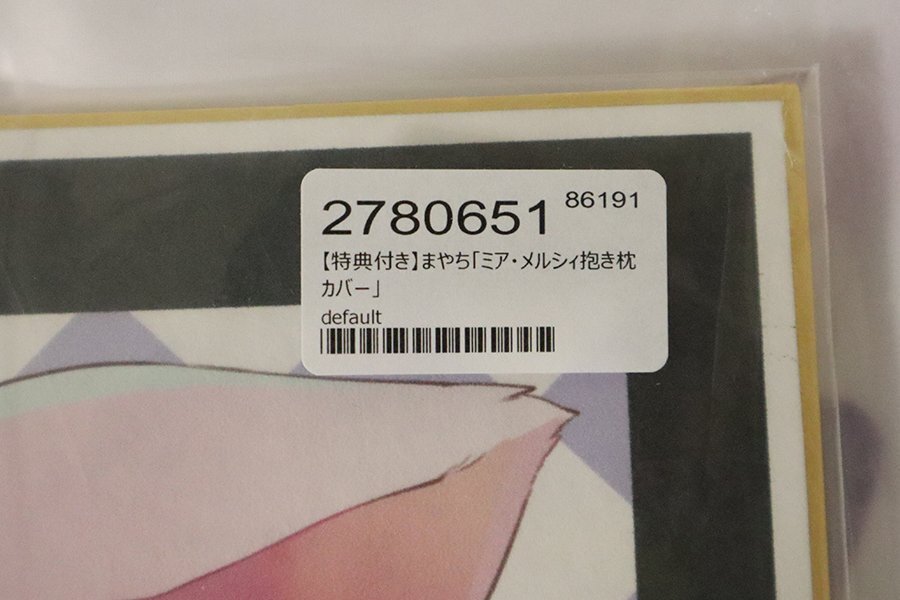 2780651 86191
【特典付き】まやち「ミア・メルシィ抱き枕
カバー」
default